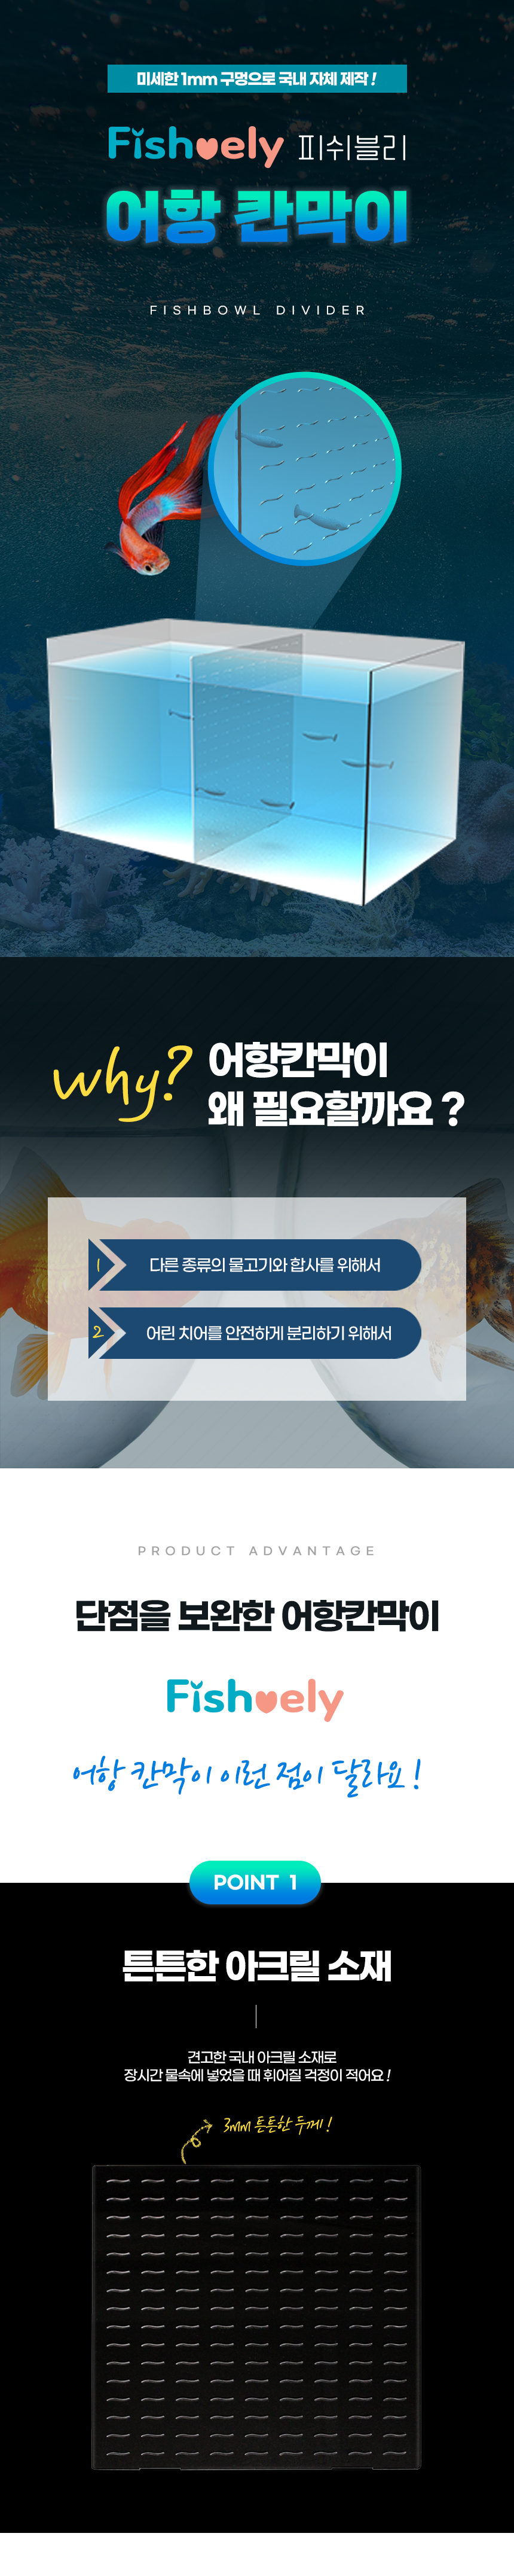 미세한 1mm 구멍으로 국내 자체 제작 !
Fishvely 피쉬블리
어항 칸막이
FISHBOWL DIVIDER
why? 어항칸막이
왜 필요할까요 ?
1 다른 종류의 물고기와 합사를 위해서
2 어린 치어를 안전하게 분리하기 위해서
PRODUCT ADVANTAGE
단점을 보완한 어항칸막이
Fishvely
어항 칸막이 이런 점이 달라요 !
POINT 1
튼튼한 아크릴 소재
견고한 국내 아크릴 소재로
장시간 물속에 넣었을 때 휘어질 걱정이 적어요 !
3mm 튼튼한 두께 !